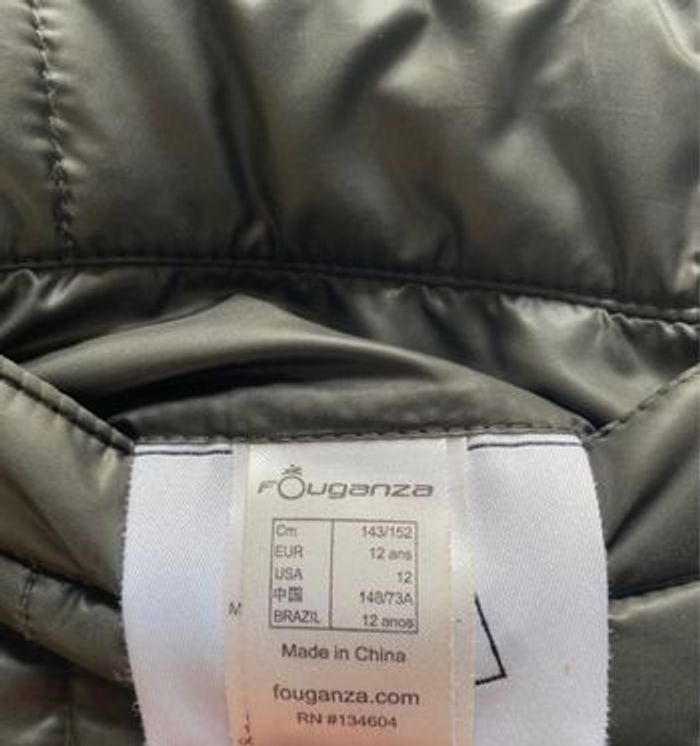 Fouganza
Cm 143/152
EUR 12 ans
USA 12
中国 148/73A
BRAZIL 12 anos
M
Made in China
fouganza.com
RN #134604